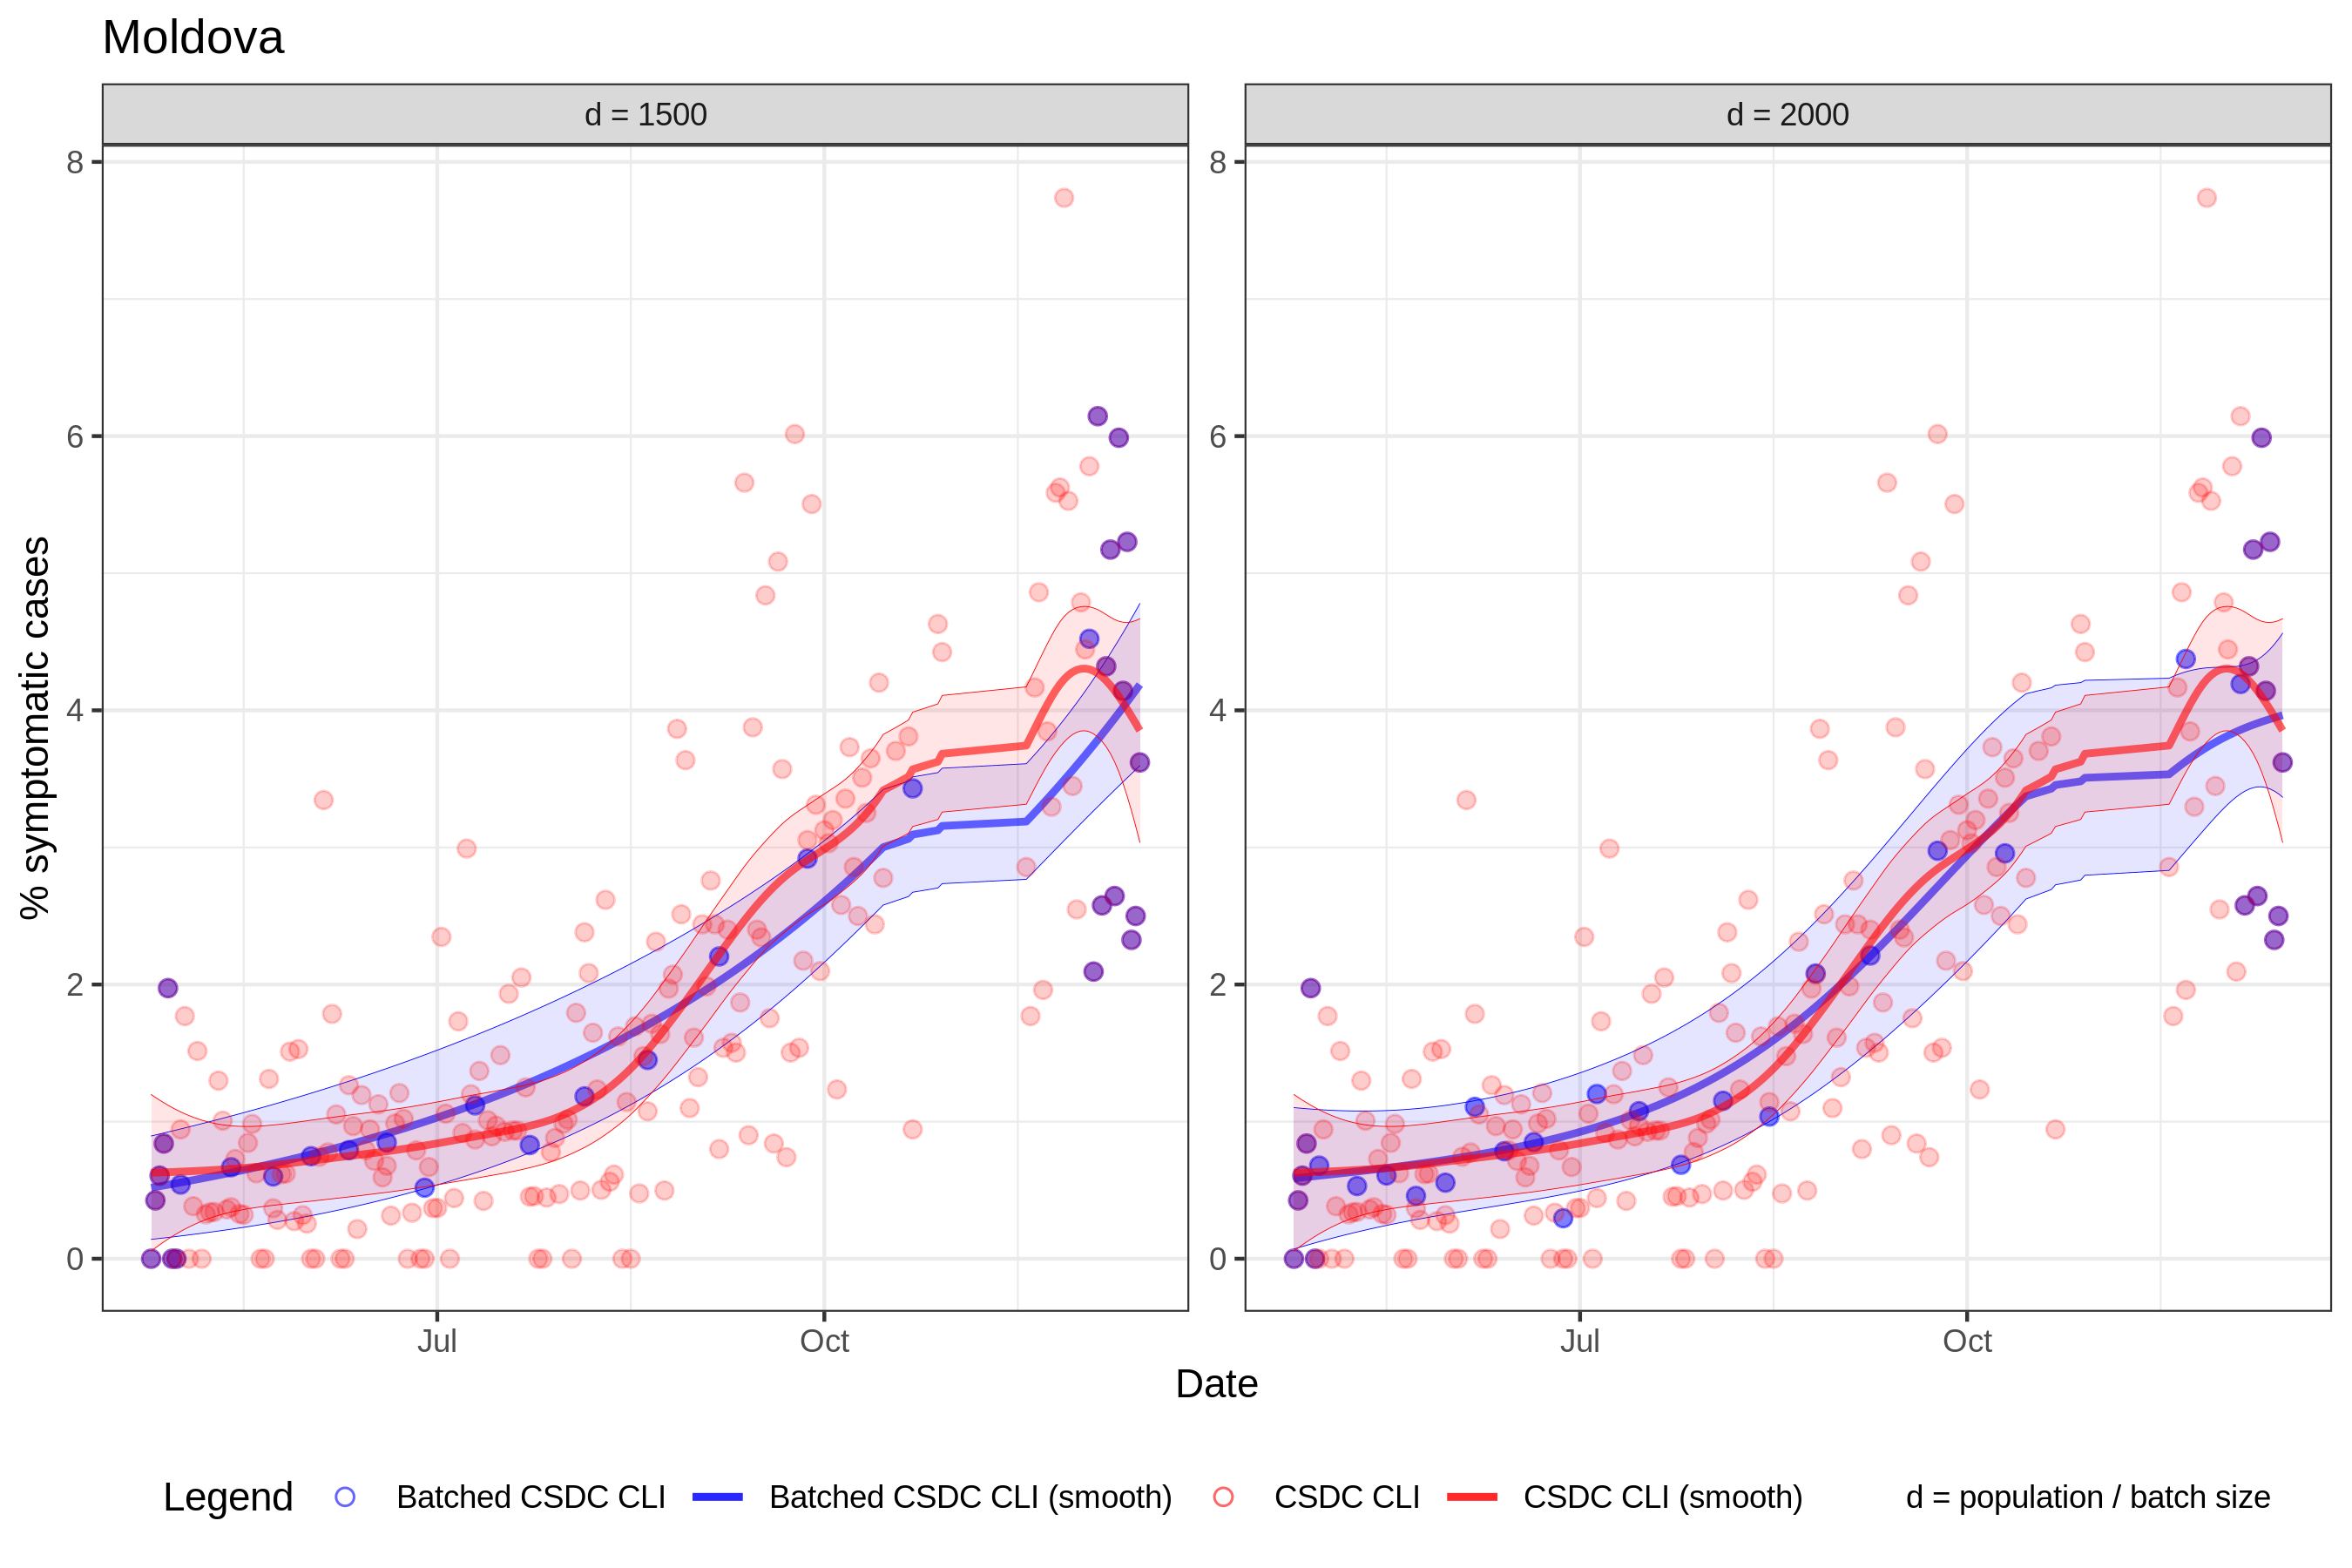 Moldova
d = 1500
d = 2000
% symptomatic cases
8
6
4
2
0
8
6
4
2
0
Jul
Oct
Jul
Oct
Date
Legend
Batched CSDC CLI
Batched CSDC CLI (smooth)
CSDC CLI
CSDC CLI (smooth)
d = population / batch size